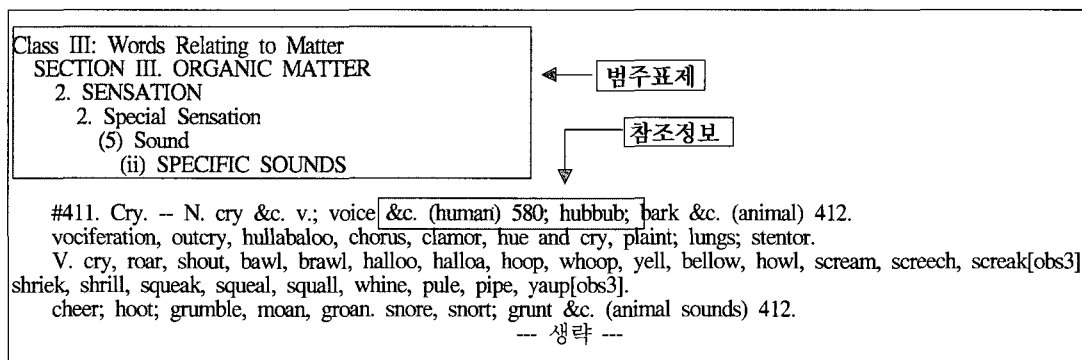 Class III: Words Relating to Matter
SECTION III. ORGANIC MATTER
2. SENSATION
2. Special Sensation
(5) Sound
(ii) SPECIFIC SOUNDS
범주표제
참조정보
#411. Cry. -- N. cry &c. v.; voice &c. (human) 580; hubbub; bark &c. (animal) 412.
vociferation, outcry, hullabaloo, chorus, clamor, hue and cry, plaint; lungs; stentor.
V. cry, roar, shout, bawl, brawl, halloo, halloa, hoop, whoop, yell, bellow, howl, scream, screech, screak[obs3]
shriek, shrill, squeak, squeal, squall, whine, pule, pipe, yaup[obs3].
cheer; hoot; grumble, moan, groan. snore, snort; grunt &c. (animal sounds) 412.
--- 생략 ---